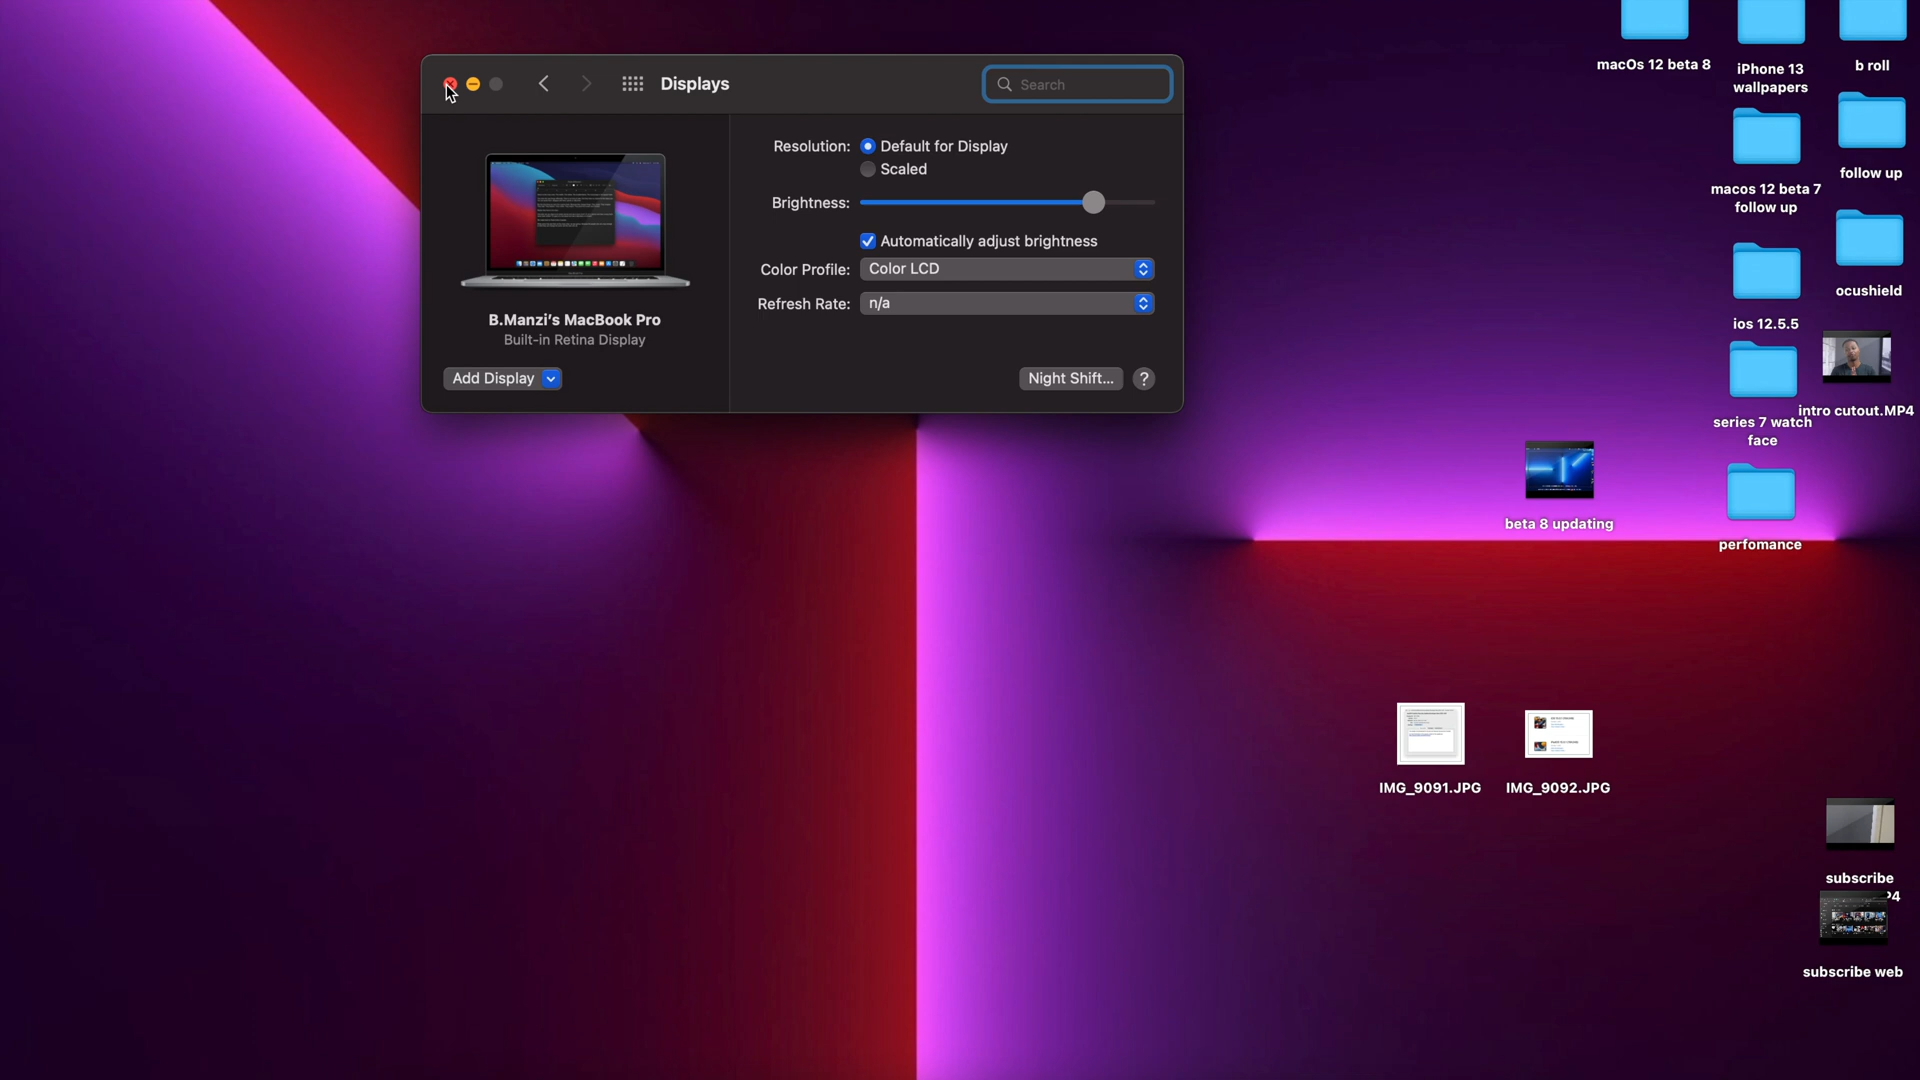 Displays
Search
Resolution:
Default for Display
Scaled
Brightness:
Automatically adjust brightness
Color Profile:
Color LCD
Refresh Rate:
n/a
B.Manzi's MacBook Pro
Built-in Retina Display
Add Display
Night Shift...
?
macOs 12 beta 8
iPhone 13
wallpapers
b roll
macos 12 beta 7
follow up
follow up
ios 12.5.5
ocushield
series 7 watch
face
intro cutout.MP4
beta 8 updating
perfomance
IMG_9091.JPG
IMG_9092.JPG
subscribe
P4
subscribe web